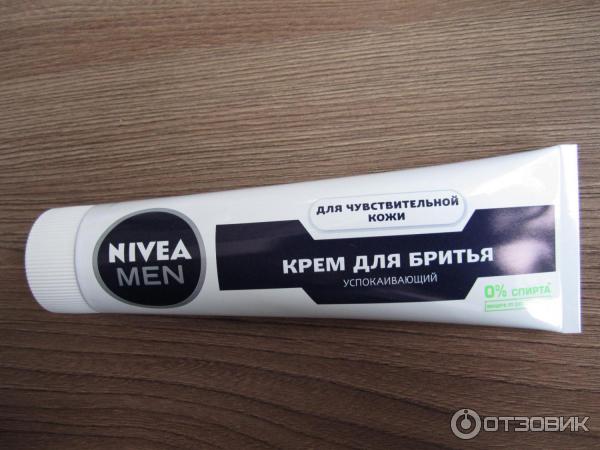 NIVEA
MEN
ДЛЯ ЧУВСТВИТЕЛЬНОЙ
КОЖИ
КРЕМ ДЛЯ БРИТЬЯ
УСПОКАИВАЮЩИЙ
0% СПИРТА*
ОТЗОВИК